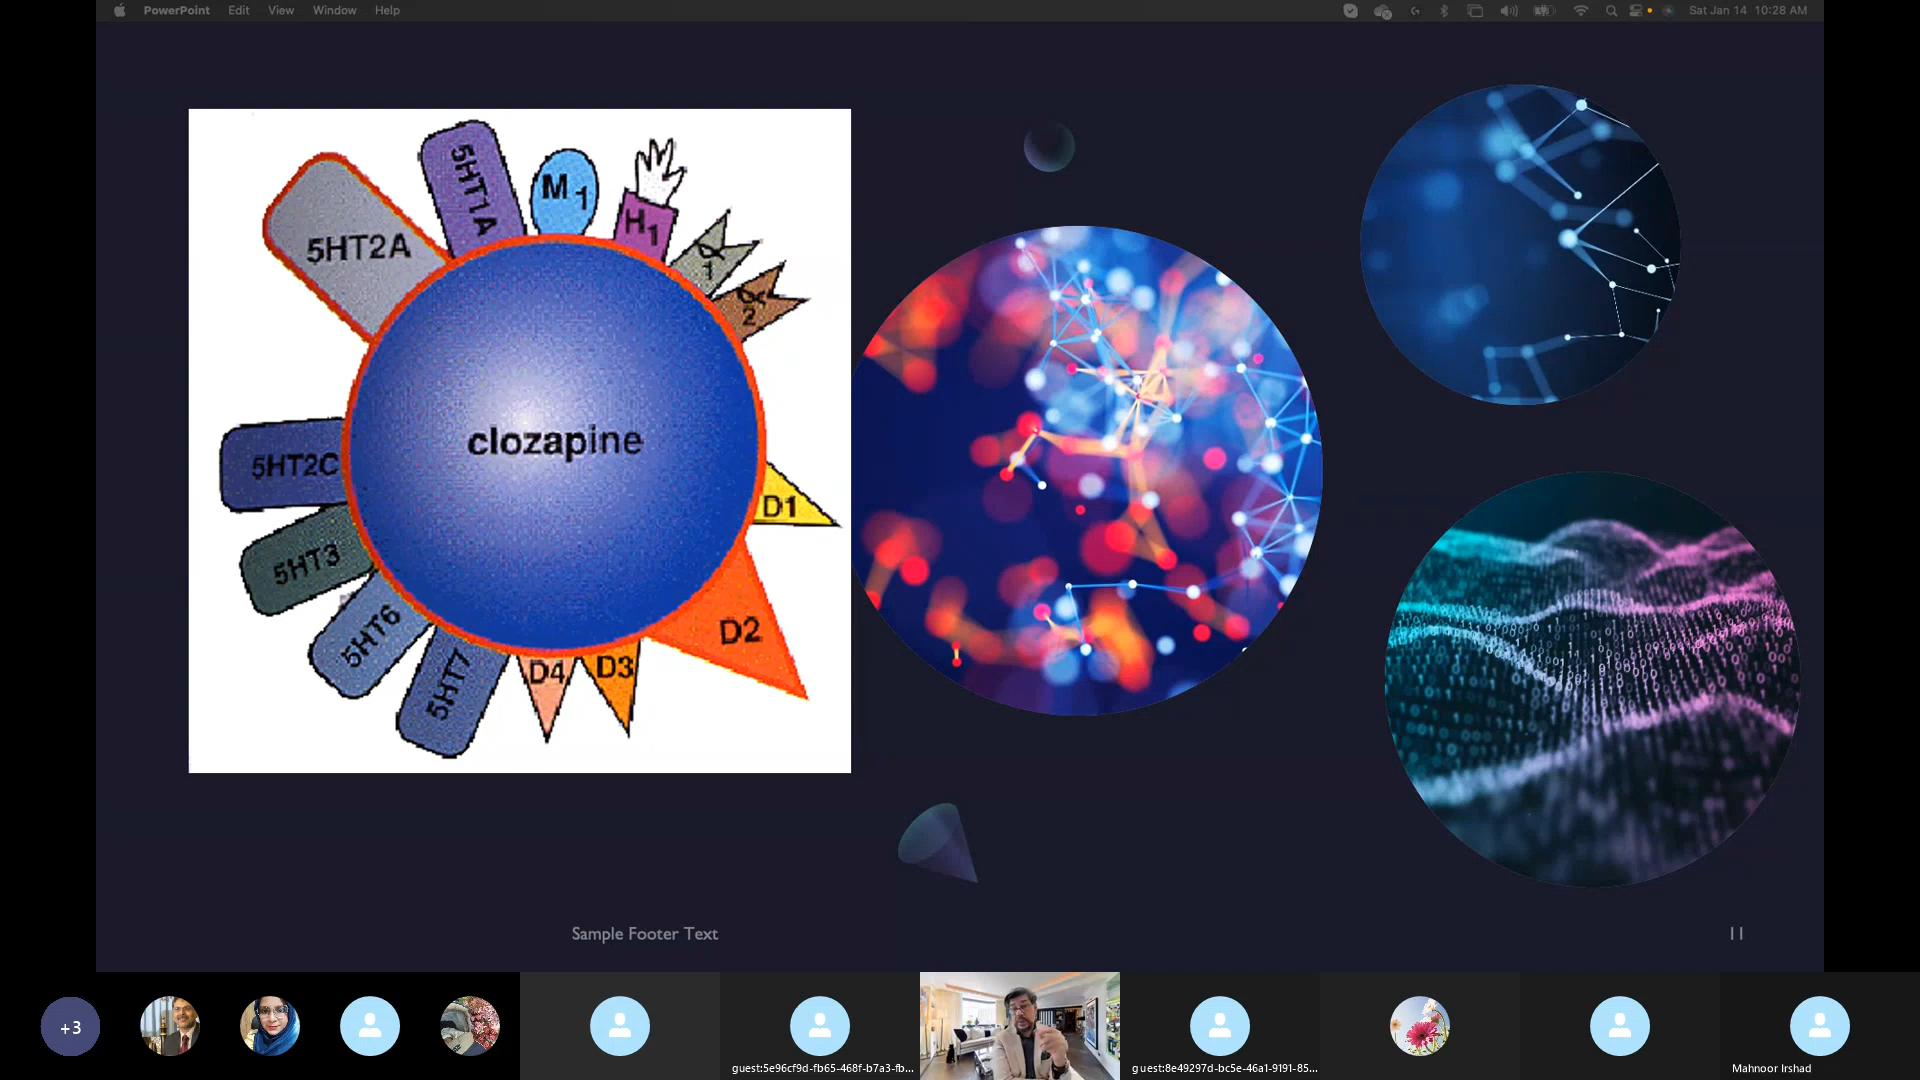 PowerPoint Edit View Window Help
Sat Jan 14 10:28 AM
5HT2A
5HT1A
M1
H1
α1
α2
clozapine
5HT2C
D1
5HT3
D2
5HT6
5HT7
D4
D3
Sample Footer Text
11
+3
guest:5e96cf9d-fb65-468f-b7a3-fb...
guest:8e49297d-bc5e-46a1-9191-85...
Mahnoor Irshad